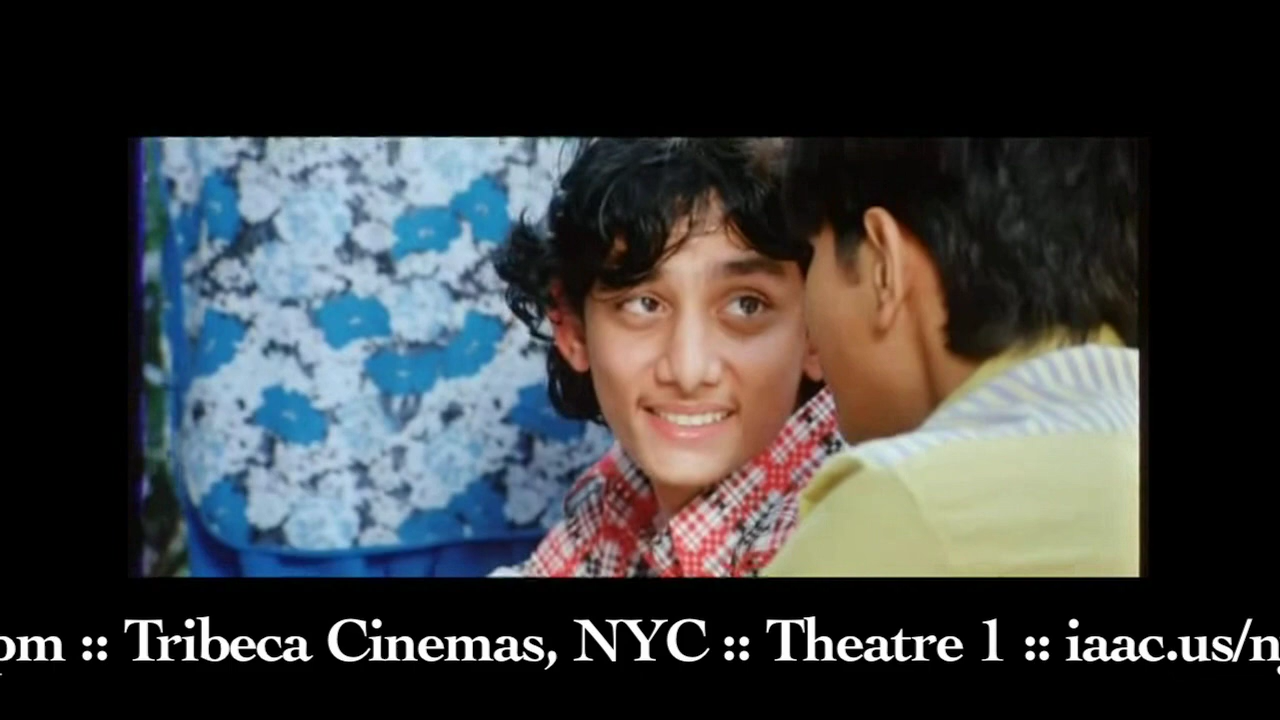 pm :: Tribeca Cinemas, NYC :: Theatre 1 :: iaac.us/n